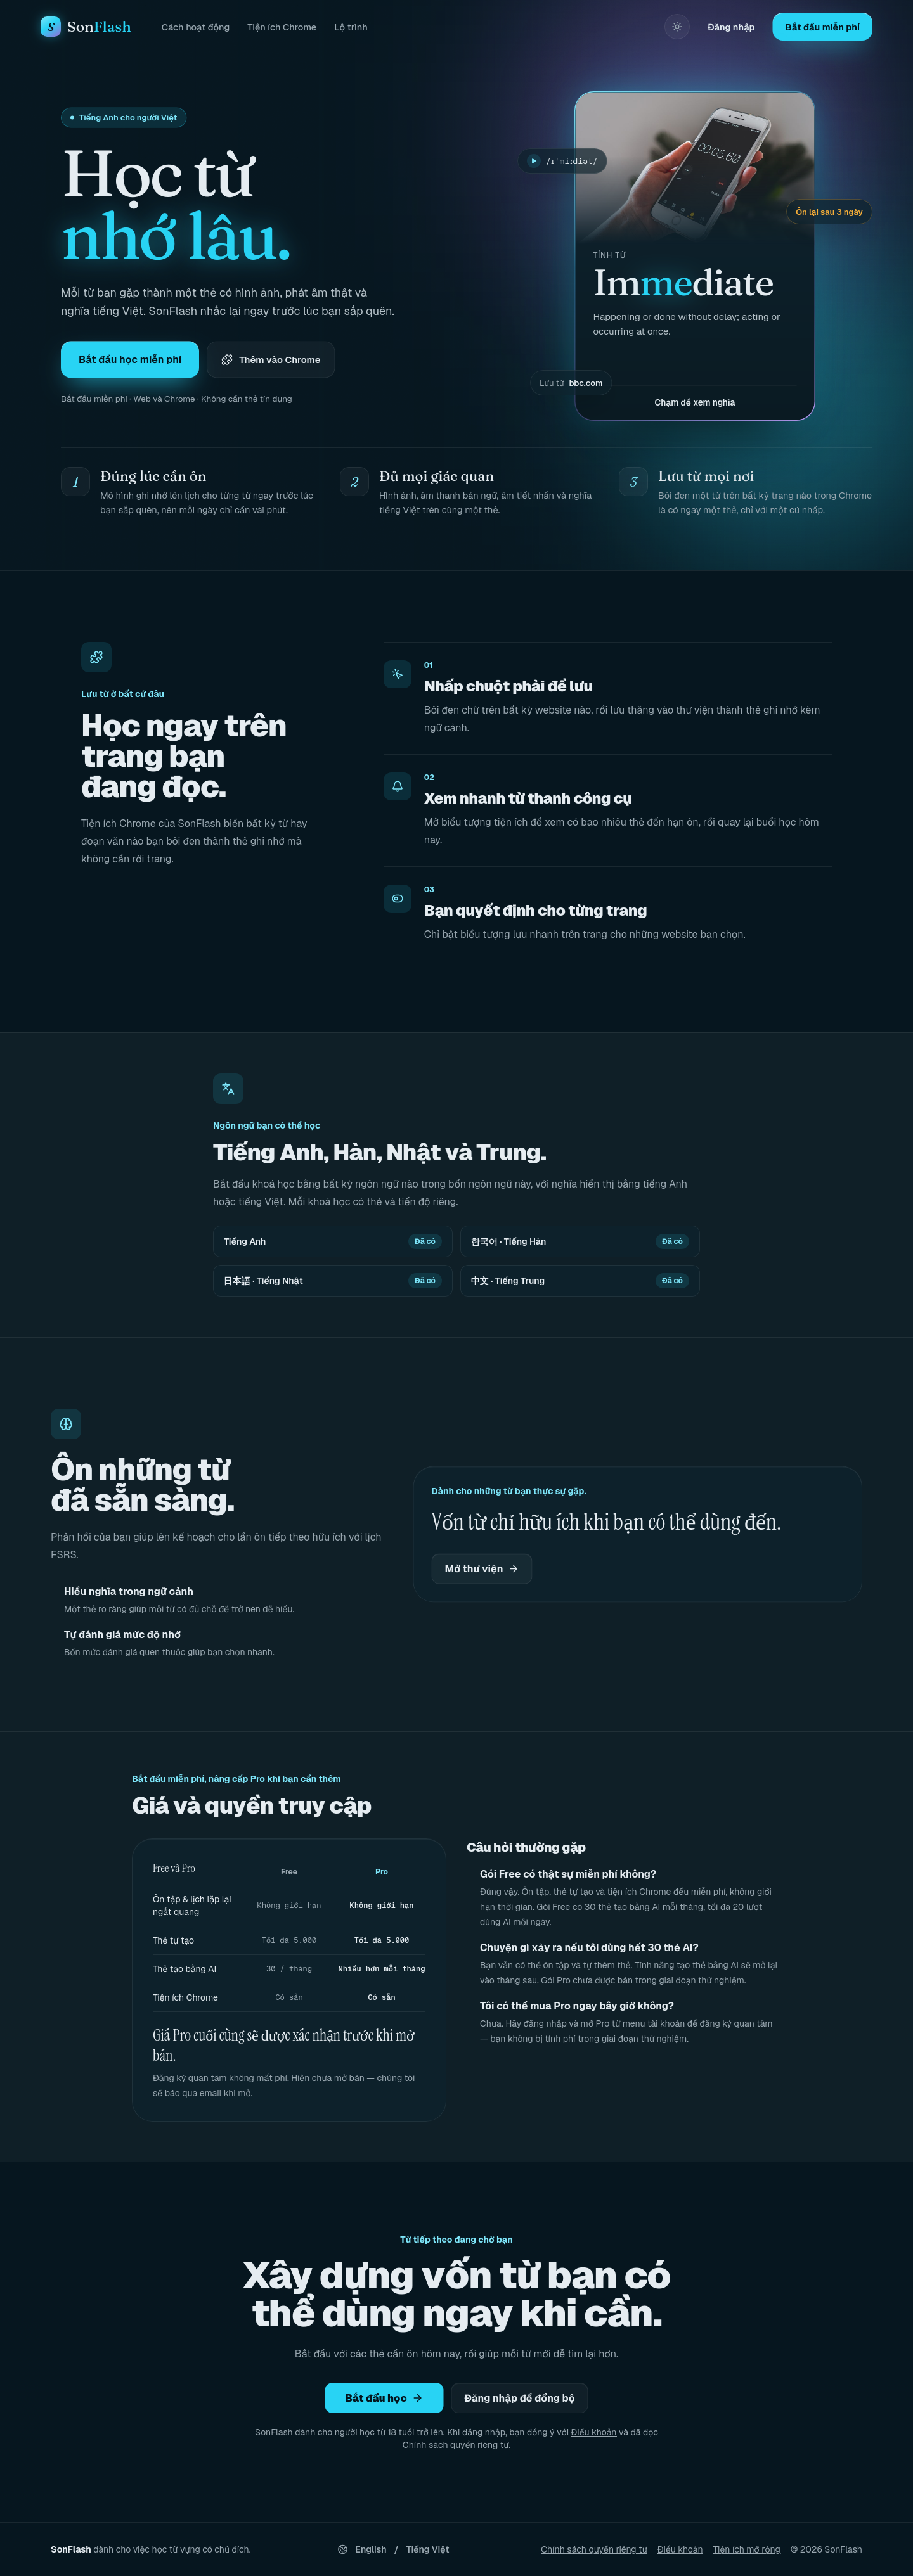 S SonFlash
Cách hoạt động
Tiện ích Chrome
Lộ trình
Đăng nhập
Bắt đầu miễn phí
Tiếng Anh cho người Việt
Học từ
nhớ lâu.
Mỗi từ bạn gặp thành một thẻ có hình ảnh, phát âm thật và
nghĩa tiếng Việt. SonFlash nhắc lại ngay trước lúc bạn sắp quên.
Bắt đầu học miễn phí
Thêm vào Chrome
Bắt đầu miễn phí · Web và Chrome · Không cần thẻ tín dụng
00:05.60
/ɪˈmiːdiət/
Ôn lại sau 3 ngày
TÍNH TỪ
Immediate
Happening or done without delay; acting or
occurring at once.
Lưu từ bbc.com
Chạm để xem nghĩa
1
Đúng lúc cần ôn
Mô hình ghi nhớ lên lịch cho từng từ ngay trước lúc
bạn sắp quên, nên mỗi ngày chỉ cần vài phút.
2
Đủ mọi giác quan
Hình ảnh, âm thanh bản ngữ, âm tiết nhấn và nghĩa
tiếng Việt trên cùng một thẻ.
3
Lưu từ mọi nơi
Bôi đen một từ trên bất kỳ trang nào trong Chrome
là có ngay một thẻ, chỉ với một cú nhấp.
Lưu từ ở bất cứ đâu
Học ngay trên
trang bạn
đang đọc.
Tiện ích Chrome của SonFlash biến bất kỳ từ hay
đoạn văn nào bạn bôi đen thành thẻ ghi nhớ mà
không cần rời trang.
01
Nhấp chuột phải để lưu
Bôi đen chữ trên bất kỳ website nào, rồi lưu thẳng vào thư viện thành thẻ ghi nhớ kèm
ngữ cảnh.
02
Xem nhanh từ thanh công cụ
Mở biểu tượng tiện ích để xem có bao nhiêu thẻ đến hạn ôn, rồi quay lại buổi học hôm
nay.
03
Bạn quyết định cho từng trang
Chỉ bật biểu tượng lưu nhanh trên trang cho những website bạn chọn.
Ngôn ngữ bạn có thể học
Tiếng Anh, Hàn, Nhật và Trung.
Bắt đầu khoá học bằng bất kỳ ngôn ngữ nào trong bốn ngôn ngữ này, với nghĩa hiển thị bằng tiếng Anh
hoặc tiếng Việt. Mỗi khoá học có thẻ và tiến độ riêng.
Tiếng Anh
Đã có
한국어 · Tiếng Hàn
Đã có
日本語 · Tiếng Nhật
Đã có
中文 · Tiếng Trung
Đã có
Ôn những từ
đã sẵn sàng.
Phản hồi của bạn giúp lên kế hoạch cho lần ôn tiếp theo hữu ích với lịch
FSRS.
Hiểu nghĩa trong ngữ cảnh
Một thẻ rõ ràng giúp mỗi từ có đủ chỗ để trở nên dễ hiểu.
Tự đánh giá mức độ nhớ
Bốn mức đánh giá quen thuộc giúp bạn chọn nhanh.
Dành cho những từ bạn thực sự gặp.
Vốn từ chỉ hữu ích khi bạn có thể dùng đến.
Mở thư viện
Bắt đầu miễn phí, nâng cấp Pro khi bạn cần thêm
Giá và quyền truy cập
Free và Pro
Free
Pro
Ôn tập & lịch lặp lại
ngắt quãng
Không giới hạn
Không giới hạn
Thẻ tự tạo
Tối đa 5.000
Tối đa 5.000
Thẻ tạo bằng AI
30 / tháng
Nhiều hơn mỗi tháng
Tiện ích Chrome
Có sẵn
Có sẵn
Giá Pro cuối cùng sẽ được xác nhận trước khi mở
bán.
Đăng ký quan tâm không mất phí. Hiện chưa mở bán — chúng tôi
sẽ báo qua email khi mở.
Câu hỏi thường gặp
Gói Free có thật sự miễn phí không?
Đúng vậy. Ôn tập, thẻ tự tạo và tiện ích Chrome đều miễn phí, không giới
hạn thời gian. Gói Free có 30 thẻ tạo bằng AI mỗi tháng, tối đa 20 lượt
dùng AI mỗi ngày.
Chuyện gì xảy ra nếu tôi dùng hết 30 thẻ AI?
Bạn vẫn có thể ôn tập và tự thêm thẻ. Tính năng tạo thẻ bằng AI sẽ mở lại
vào tháng sau. Gói Pro chưa được bán trong giai đoạn thử nghiệm.
Tôi có thể mua Pro ngay bây giờ không?
Chưa. Hãy đăng nhập và mở Pro từ menu tài khoản để đăng ký quan tâm
— bạn không bị tính phí trong giai đoạn thử nghiệm.
Từ tiếp theo đang chờ bạn
Xây dựng vốn từ bạn có
thể dùng ngay khi cần.
Bắt đầu với các thẻ cần ôn hôm nay, rồi giúp mỗi từ mới dễ tìm lại hơn.
Bắt đầu học
Đăng nhập để đồng bộ
SonFlash dành cho người học từ 18 tuổi trở lên. Khi đăng nhập, bạn đồng ý với Điều khoản và đã đọc
Chính sách quyền riêng tư.
SonFlash dành cho việc học từ vựng có chủ đích.
English / Tiếng Việt
Chính sách quyền riêng tư
Điều khoản
Tiện ích mở rộng
© 2026 SonFlash